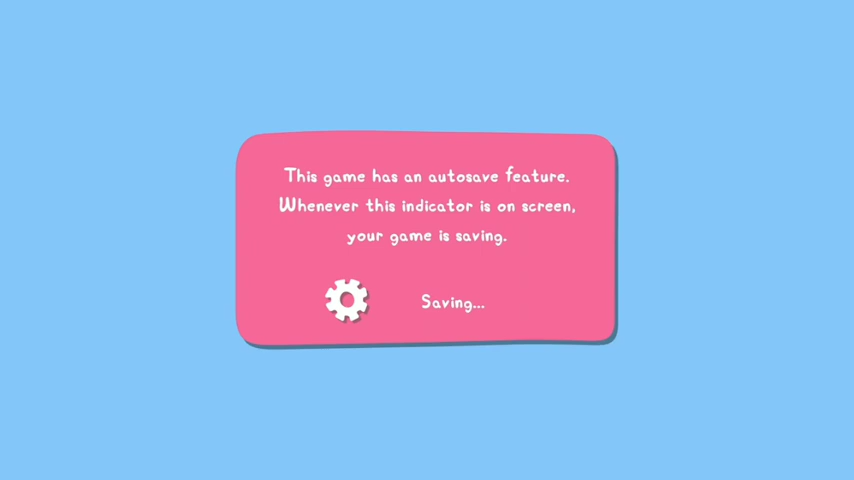 This game has an autosave feature.
Whenever this indicator is on screen,
your game is saving.
Saving...